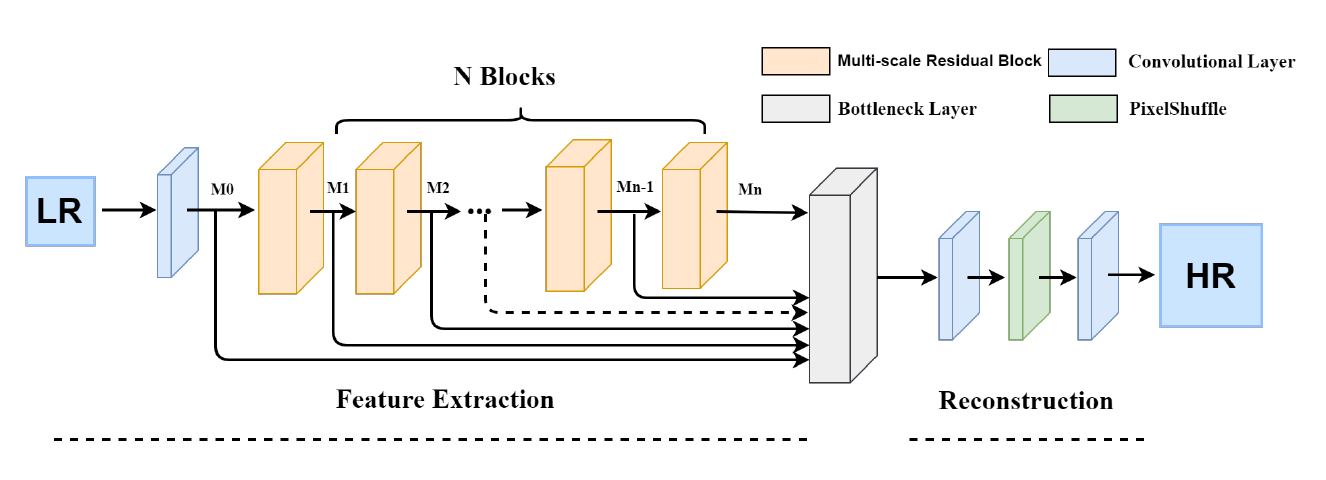 N Blocks
Multi-scale Residual Block
Convolutional Layer
Bottleneck Layer
PixelShuffle
LR
M0
M1
M2
...
Mn-1
Mn
HR
Feature Extraction
Reconstruction